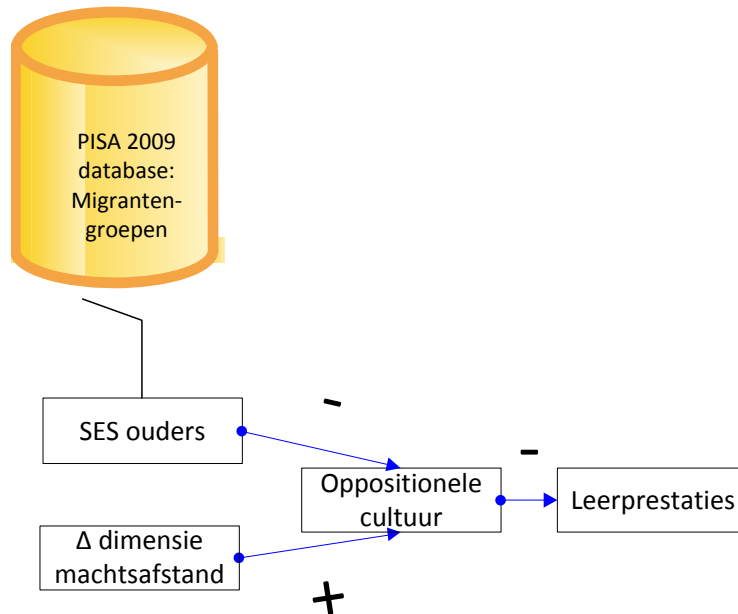 PISA 2009
database:
Migranten-
groepen
-
SES ouders
-
Oppositionele
cultuur
Leerprestaties
Δ dimensie
machtsafstand
+